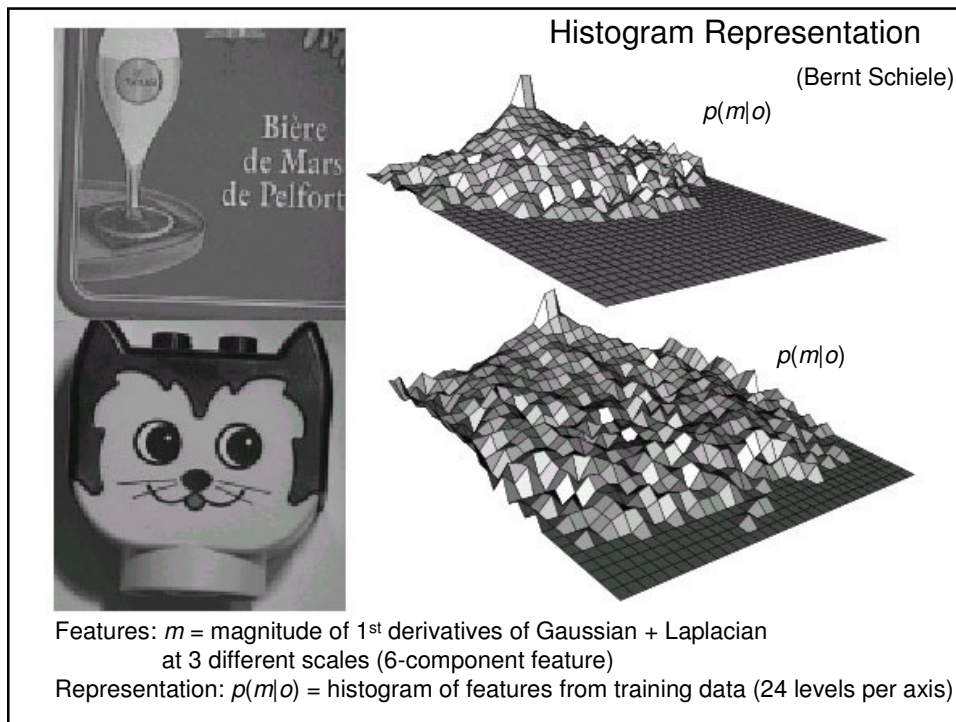 Histogram Representation
(Bernt Schiele)
p(m|o)
Bière
de Mars
de Pelfort
p(m|o)
Features: m = magnitude of 1st derivatives of Gaussian + Laplacian
at 3 different scales (6-component feature)
Representation: p(m|o) = histogram of features from training data (24 levels per axis)